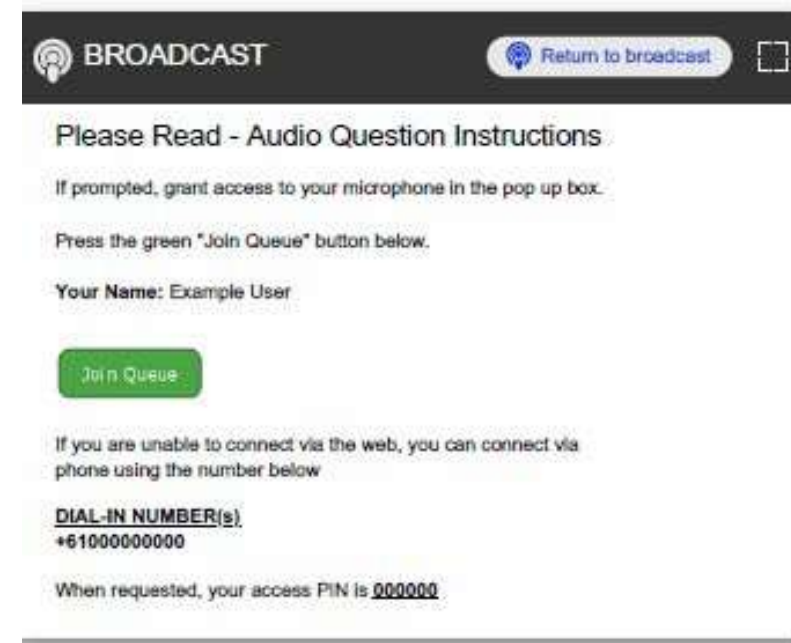 BROADCAST
Return to broadcast
Please Read - Audio Question Instructions
If prompted, grant access to your microphone in the pop up box.
Press the green "Join Queue" button below.
Your Name: Example User
Join Queue
If you are unable to connect via the web, you can connect via
phone using the number below
DIAL-IN NUMBER(s)
+61000000000
When requested, your access PIN is 000000